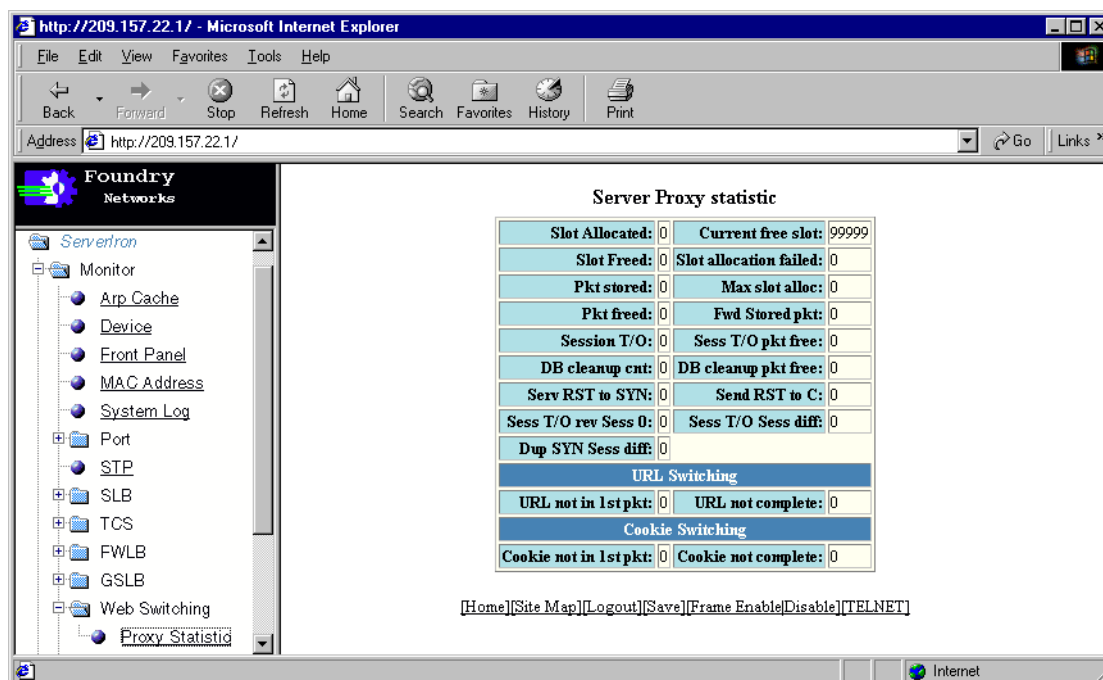 http://209.157.22.1/ - Microsoft Internet Explorer
File Edit View Favorites Tools Help
Back Forward Stop Refresh Home Search Favorites History Print
Address http://209.157.22.1/ Go Links »
Foundry
Networks
ServerIron
Monitor
Arp Cache
Device
Front Panel
MAC Address
System Log
Port
STP
SLB
TCS
FWLB
GSLB
Web Switching
Proxy Statistic
Server Proxy statistic
Slot Allocated: 0 Current free slot: 99999
Slot Freed: 0 Slot allocation failed: 0
Pkt stored: 0 Max slot alloc: 0
Pkt freed: 0 Fwd Stored pkt: 0
Session T/O: 0 Sess T/O pkt free: 0
DB cleanup cnt: 0 DB cleanup pkt free: 0
Serv RST to SYN: 0 Send RST to C: 0
Sess T/O rev Sess 0: 0 Sess T/O Sess diff: 0
Dup SYN Sess diff: 0
URL Switching
URL not in 1st pkt: 0 URL not complete: 0
Cookie Switching
Cookie not in 1st pkt: 0 Cookie not complete: 0
[Home][Site Map][Logout][Save][Frame Enable|Disable][TELNET]
Internet